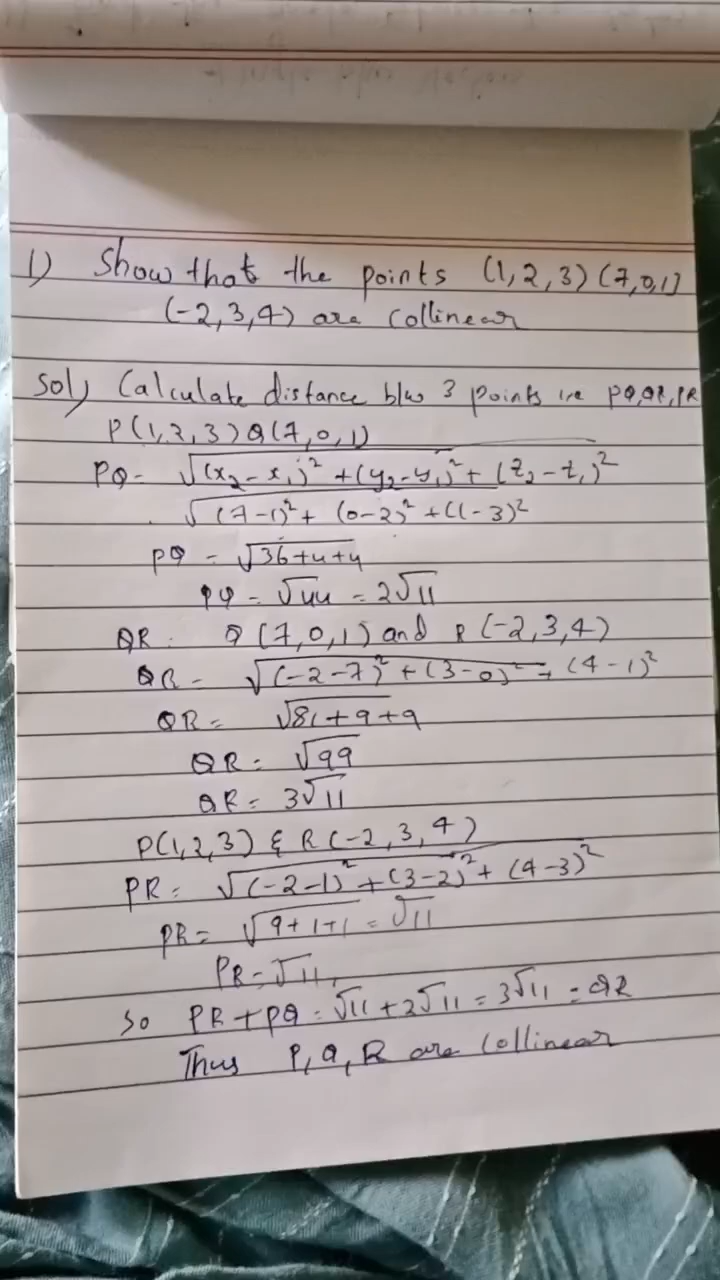 1) Show that the points (1,2,3) (7,0,1)
(-2,3,4) are collinear
Sol) Calculate distance b/w 3 points i.e PQ,QR,PR
P(1,2,3) Q(7,0,1)
PQ = √(x₂-x₁)² + (y₂-y₁)² + (z₂-z₁)²
√(7-1)² + (0-2)² + (1-3)²
PQ = √36+4+4
PQ = √44 = 2√11
QR: Q(7,0,1) and R(-2,3,4)
QR = √(-2-7)² + (3-0)² + (4-1)²
QR = √81+9+9
QR = √99
QR = 3√11
P(1,2,3) & R(-2,3,4)
PR = √(-2-1)² + (3-2)² + (4-3)²
PR = √9+1+1 = √11
PR = √11,
So PR + PQ = √11 + 2√11 = 3√11 = QR
Thus P, Q, R are collinear